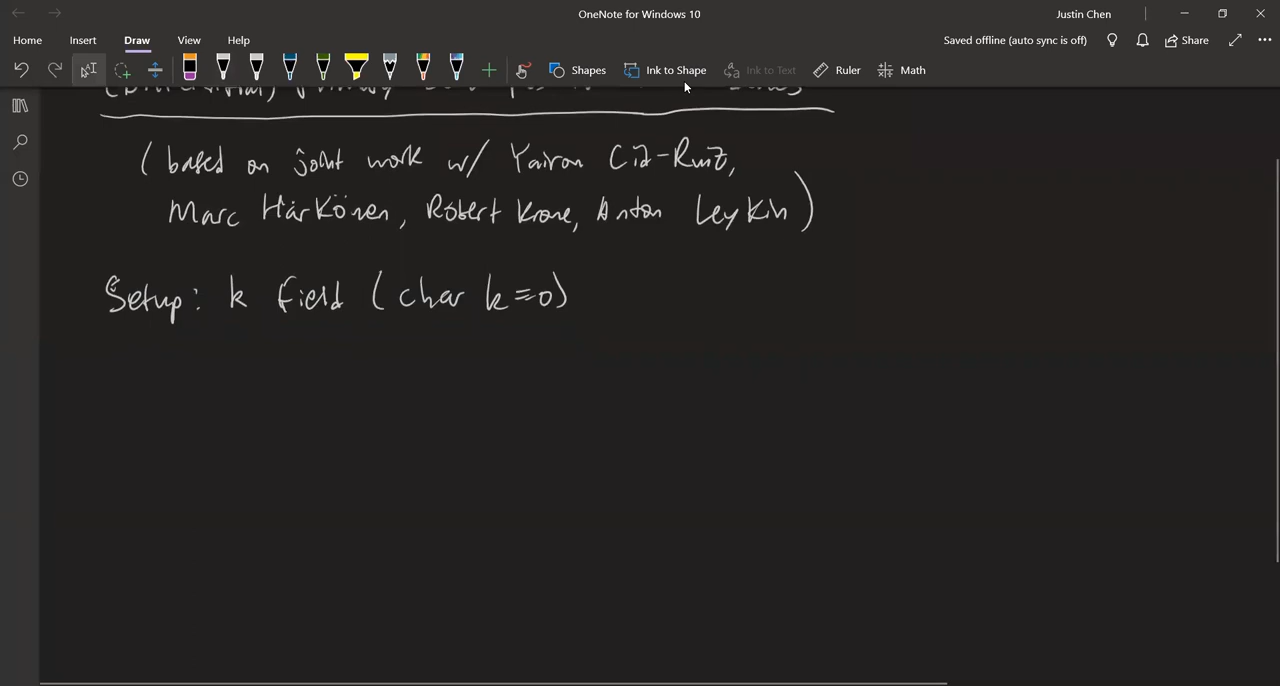 OneNote for Windows 10
Justin Chen
Home Insert Draw View Help
Saved offline (auto sync is off) Share
Shapes Ink to Shape Ink to Text Ruler Math
(based on joint work w/ Yairon Cid-Ruiz,
Marc Härkönen, Robert Krone, Anton Leykin)
Setup: k field (char k=0)